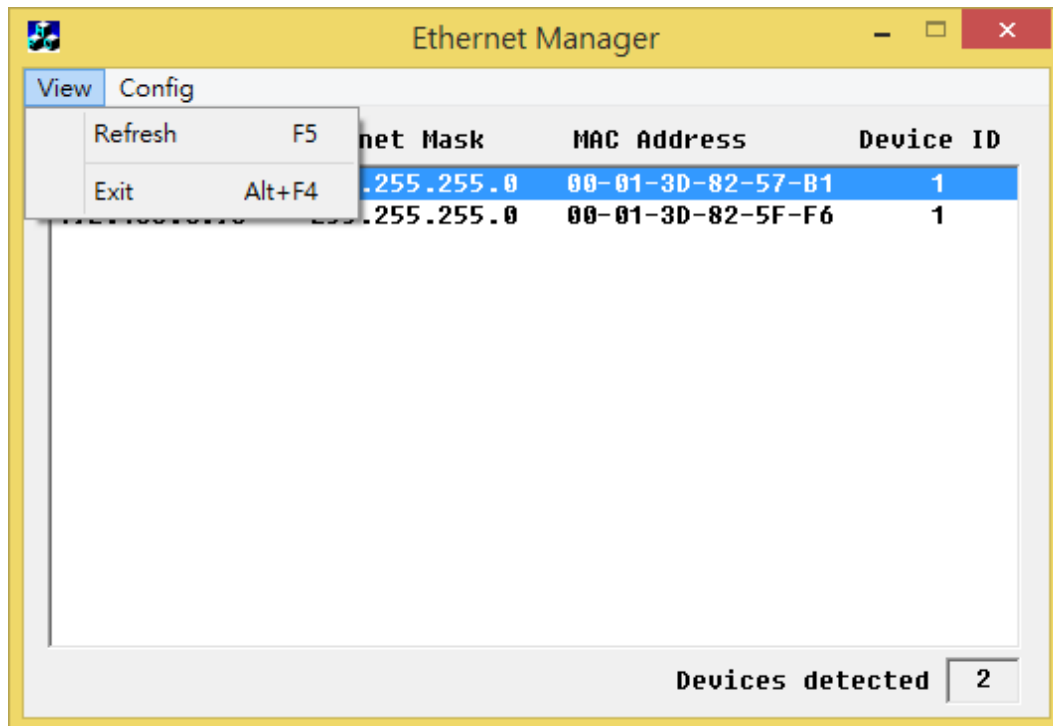 Ethernet Manager
View Config
Refresh F5
Exit Alt+F4
Mask MAC Address Device ID
.255.255.0 00-01-3D-82-57-B1 1
255.255.255.0 00-01-3D-82-5F-F6 1
Devices detected 2